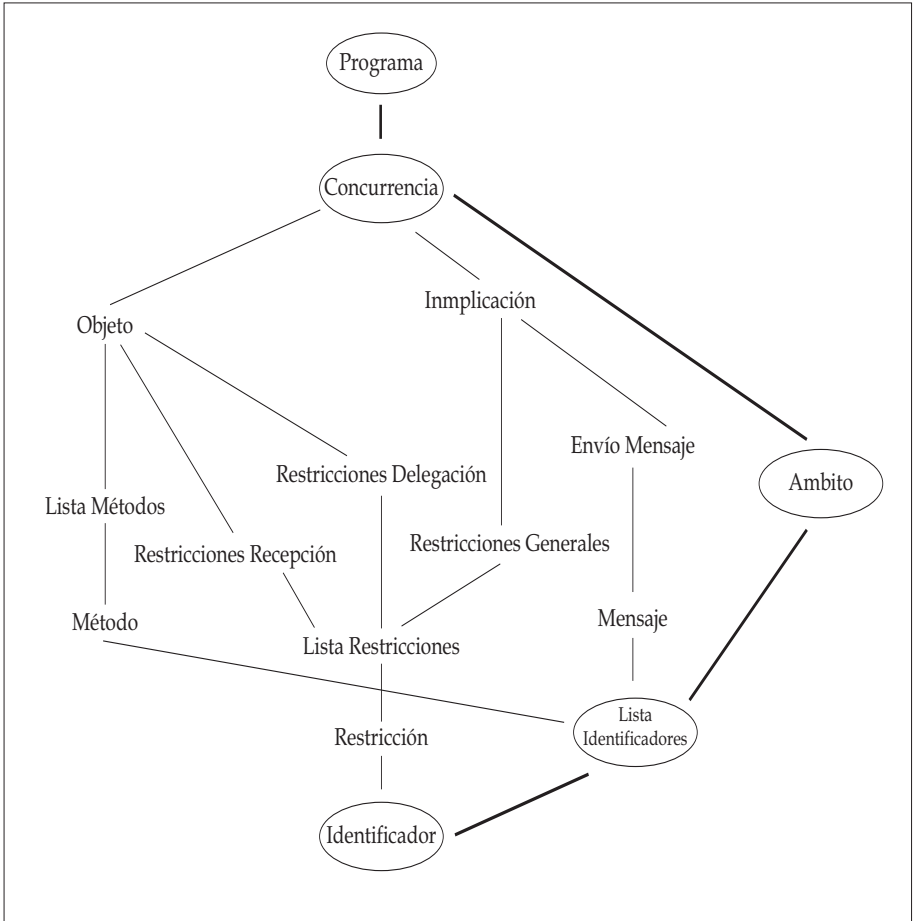 Programa
Concurrencia
Inmplicación
Objeto
Envío Mensaje
Restricciones Delegación
Ambito
Lista Métodos
Restricciones Generales
Restricciones Recepción
Método
Mensaje
Lista Restricciones
Lista
Identificadores
Restricción
Identificador